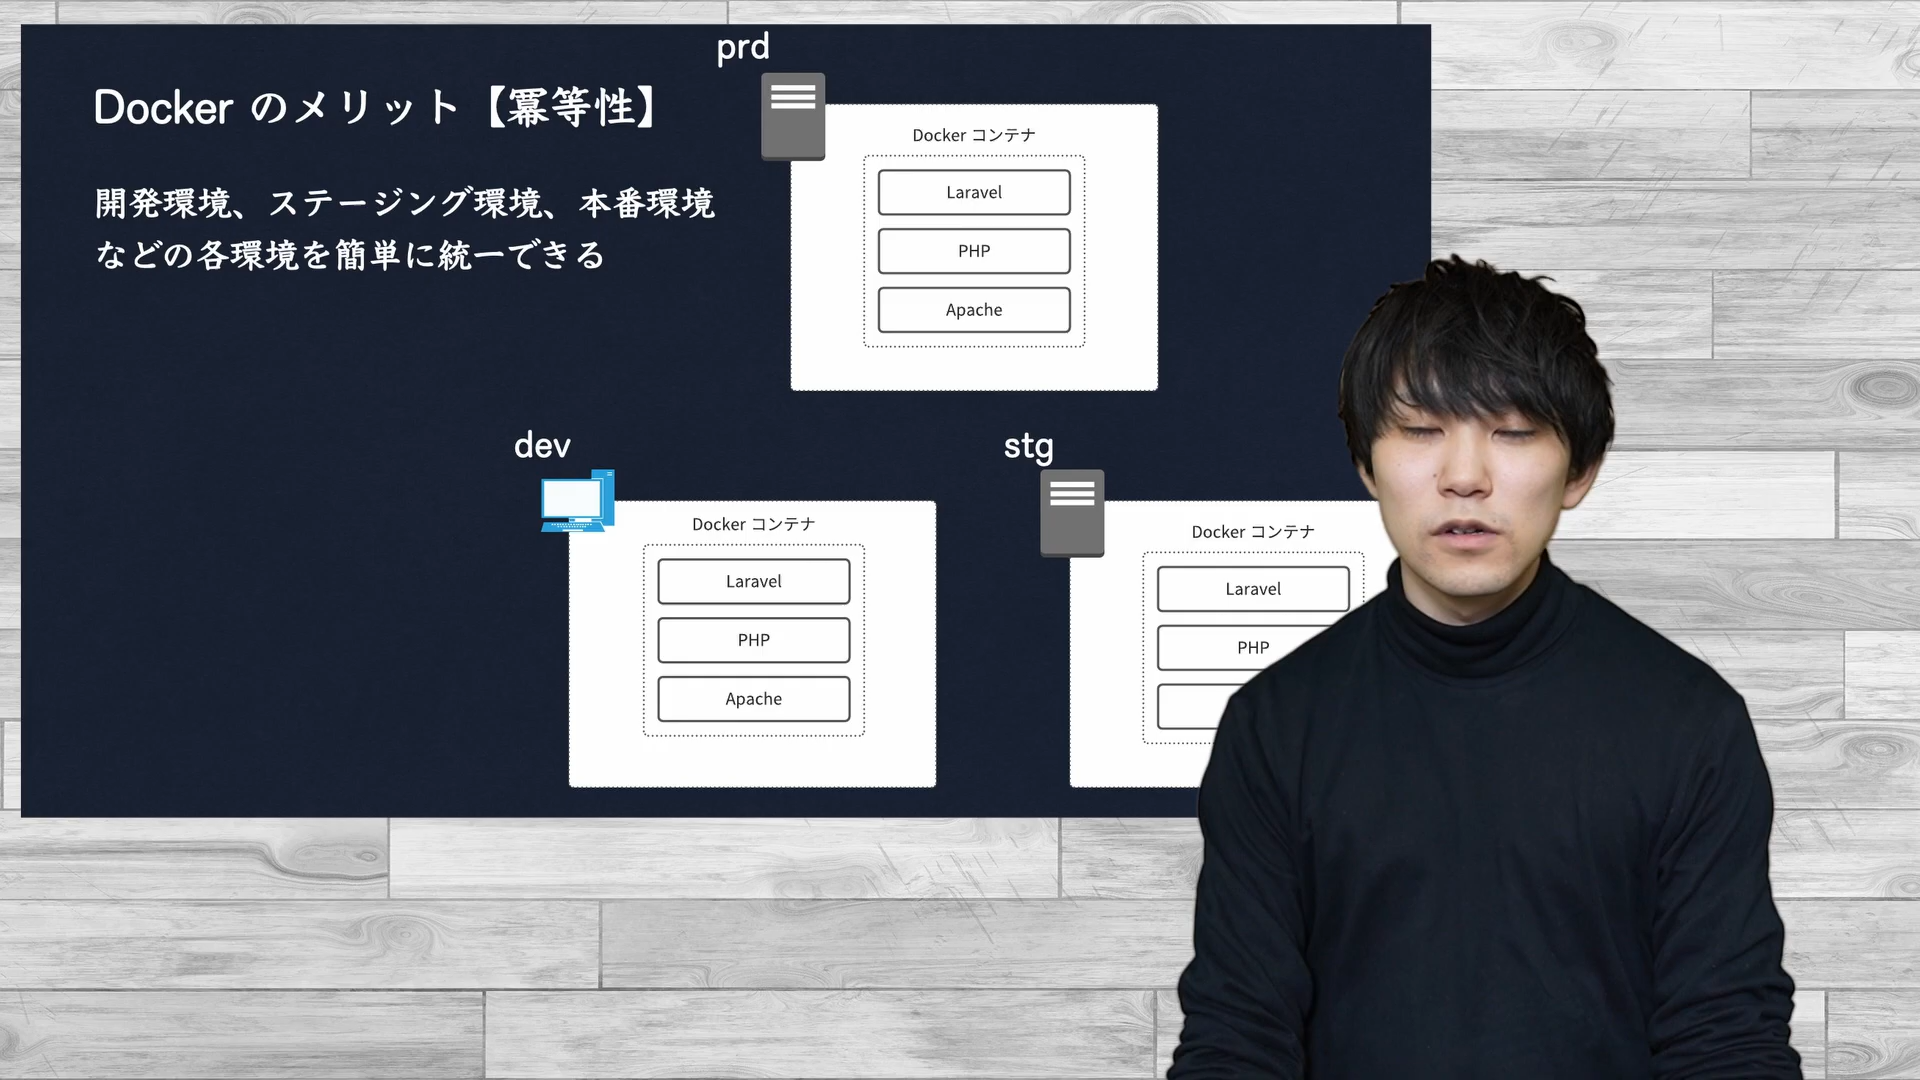 Docker のメリット【冪等性】
開発環境、ステージング環境、本番環境
などの各環境を簡単に統一できる
prd
Docker コンテナ
Laravel
PHP
Apache
dev
Docker コンテナ
Laravel
PHP
Apache
stg
Docker コンテナ
Laravel
PHP